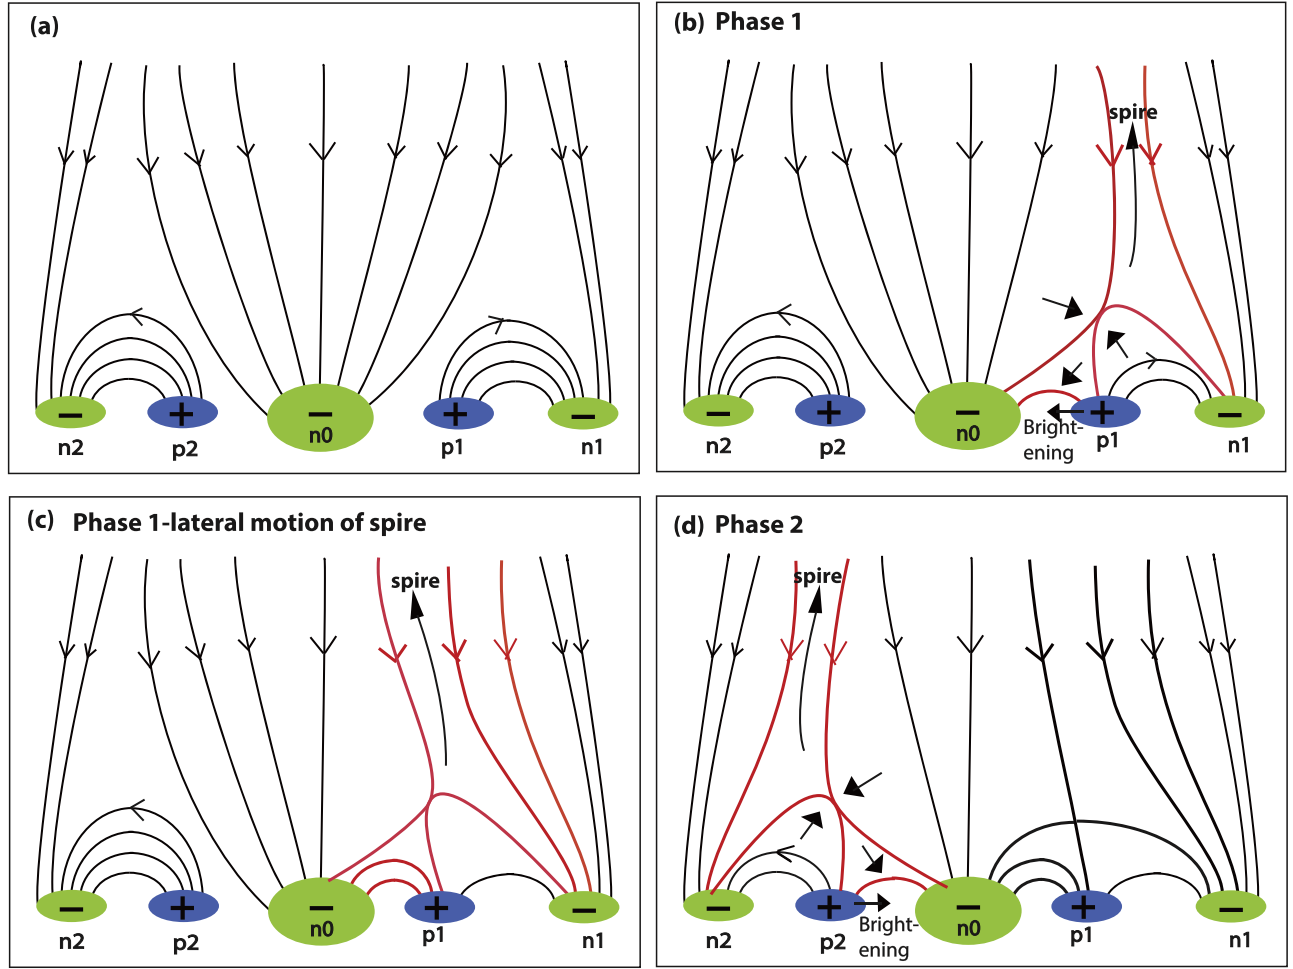 (a)
− + − + −
n2 p2 n0 p1 n1
(b) Phase 1
spire
− + − + −
n2 p2 n0 p1 n1
Bright-
ening
(c) Phase 1-lateral motion of spire
spire
− + − + −
n2 p2 n0 p1 n1
(d) Phase 2
spire
− + − + −
n2 p2 n0 p1 n1
Bright-
ening